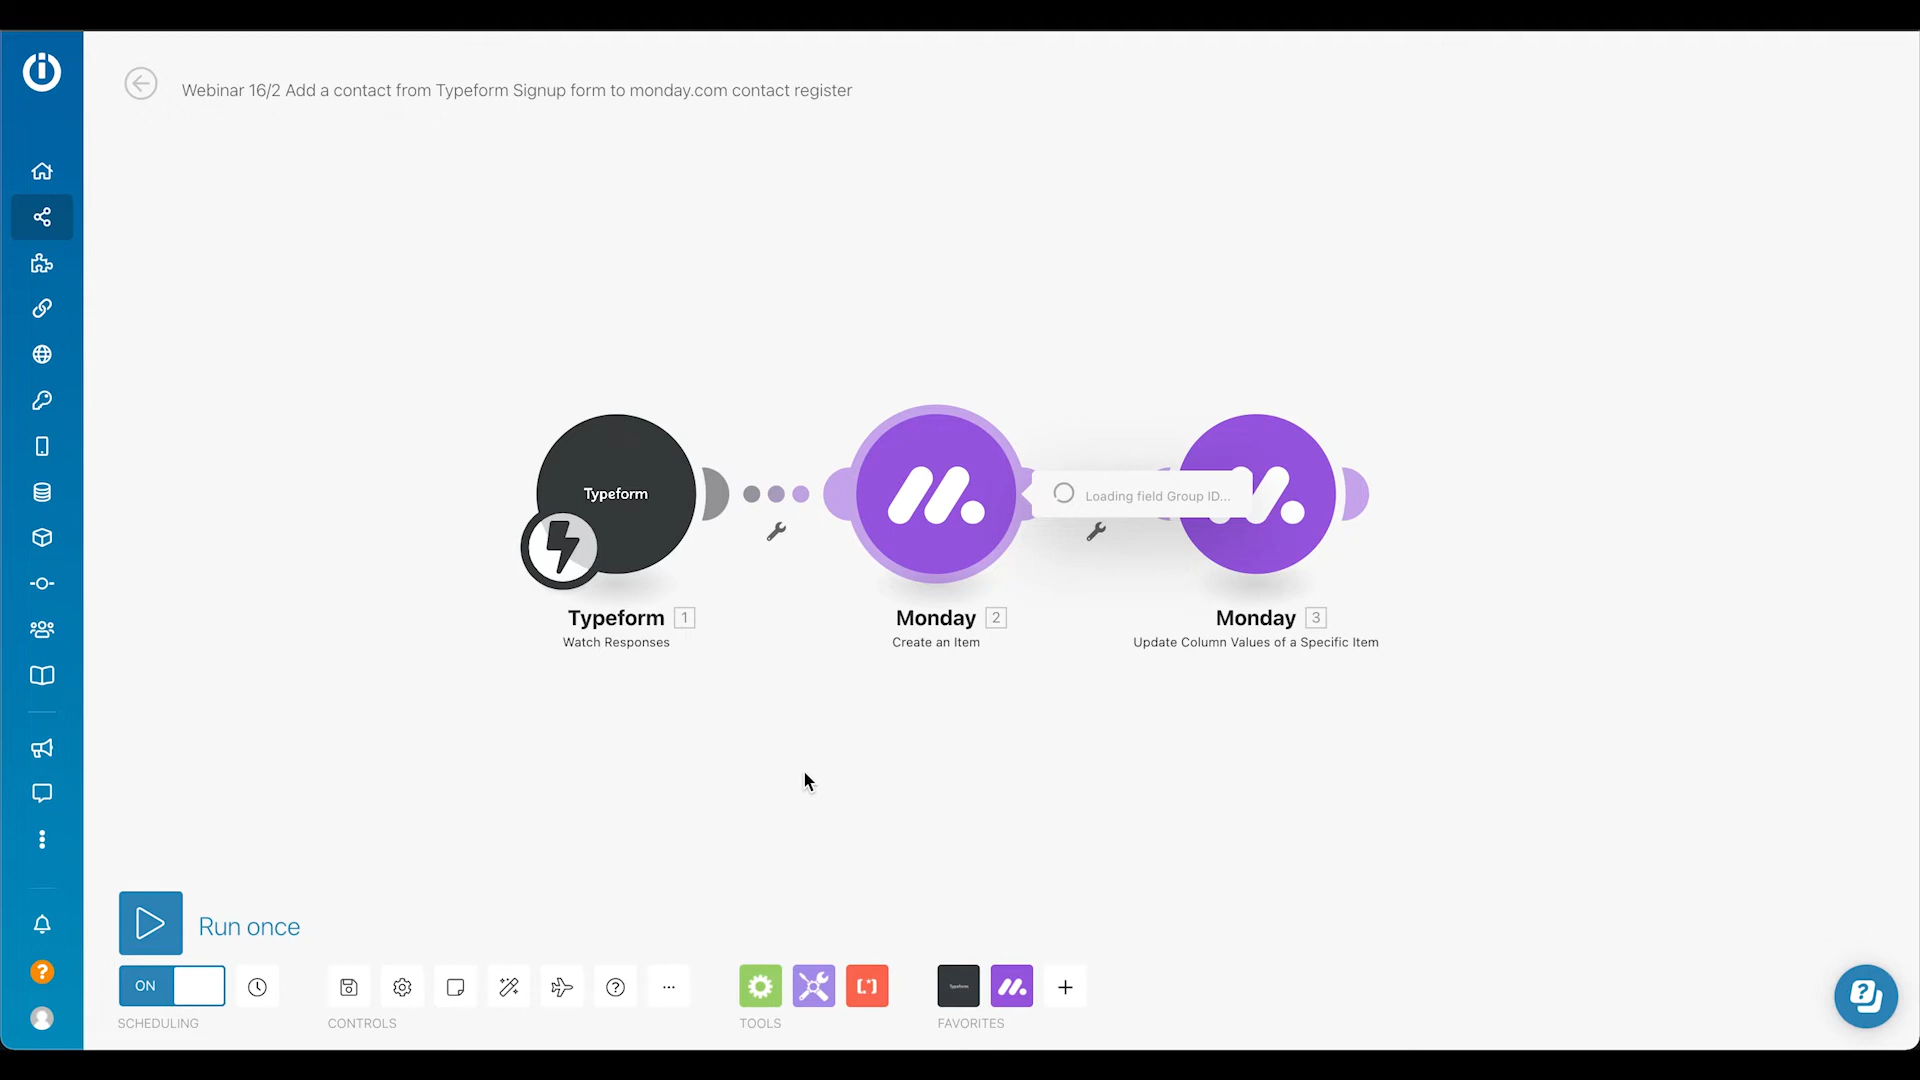 Webinar 16/2 Add a contact from Typeform Signup form to monday.com contact register
Typeform
Loading field Group ID...
Typeform 1
Watch Responses
Monday 2
Create an Item
Monday 3
Update Column Values of a Specific Item
Run once
ON
SCHEDULING
CONTROLS
TOOLS
Typeform
FAVORITES